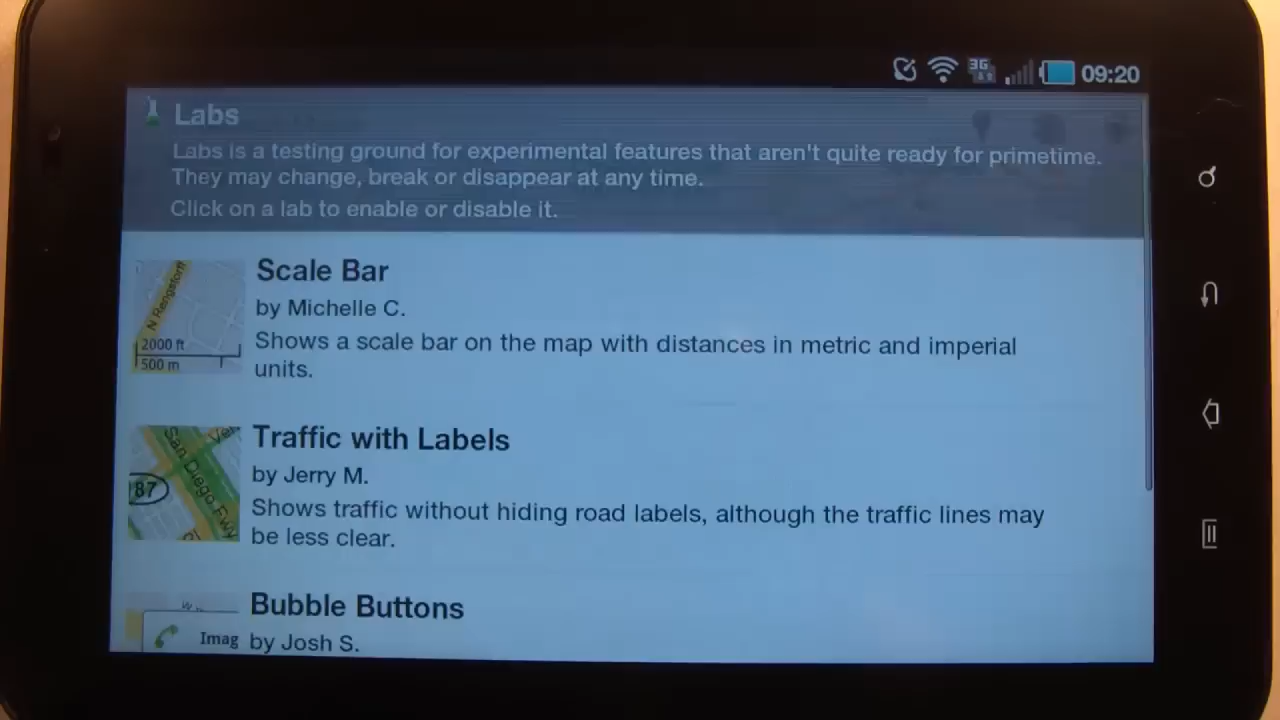 3G
09:20
Labs
Labs is a testing ground for experimental features that aren't quite ready for primetime.
They may change, break or disappear at any time.
Click on a lab to enable or disable it.
N Rengstorff
2000 ft
500 m
Scale Bar
by Michelle C.
Shows a scale bar on the map with distances in metric and imperial
units.
San Diego Fwy
87
Traffic with Labels
by Jerry M.
Shows traffic without hiding road labels, although the traffic lines may
be less clear.
Imag
Bubble Buttons
by Josh S.